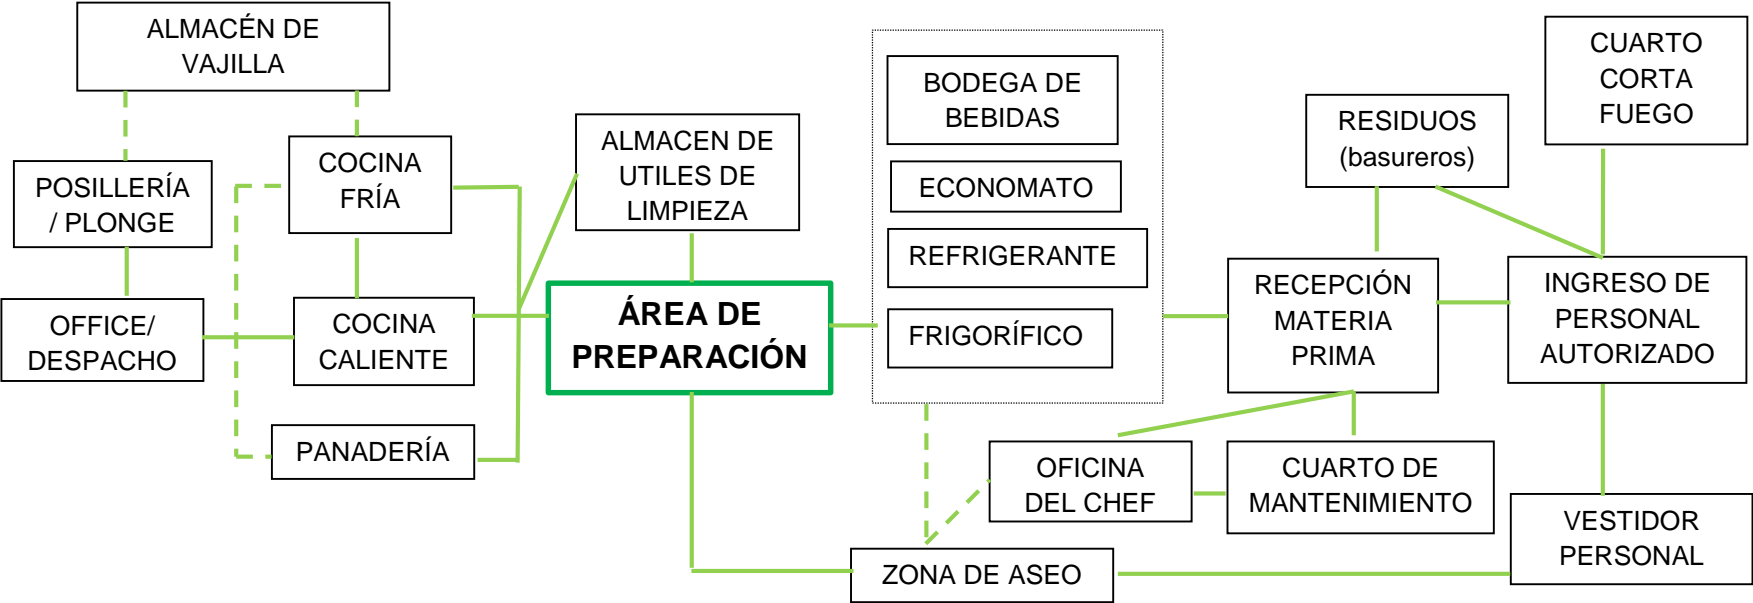 ALMACÉN DE
VAJILLA
POSILLERÍA
/ PLONGE
OFFICE/
DESPACHO
COCINA
FRÍA
COCINA
CALIENTE
PANADERÍA
ALMACEN DE
UTILES DE
LIMPIEZA
ÁREA DE
PREPARACIÓN
BODEGA DE
BEBIDAS
ECONOMATO
REFRIGERANTE
FRIGORÍFICO
RESIDUOS
(basureros)
CUARTO
CORTA
FUEGO
RECEPCIÓN
MATERIA
PRIMA
INGRESO DE
PERSONAL
AUTORIZADO
OFICINA
DEL CHEF
CUARTO DE
MANTENIMIENTO
VESTIDOR
PERSONAL
ZONA DE ASEO